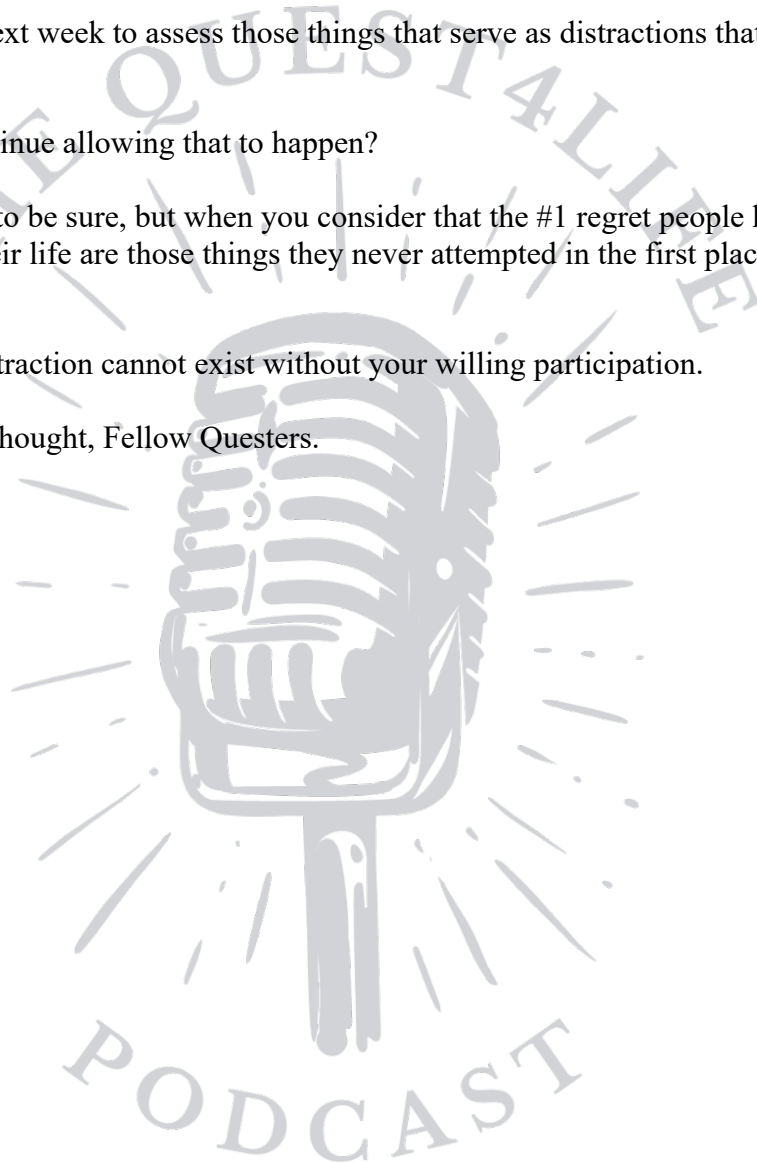 ext week to assess those things that serve as distractions that
THE QUEST4LIFE
inue allowing that to happen?
to be sure, but when you consider that the #1 regret people
ir life are those things they never attempted in the first plac
traction cannot exist without your willing participation.
hought, Fellow Questers.
PODCAST